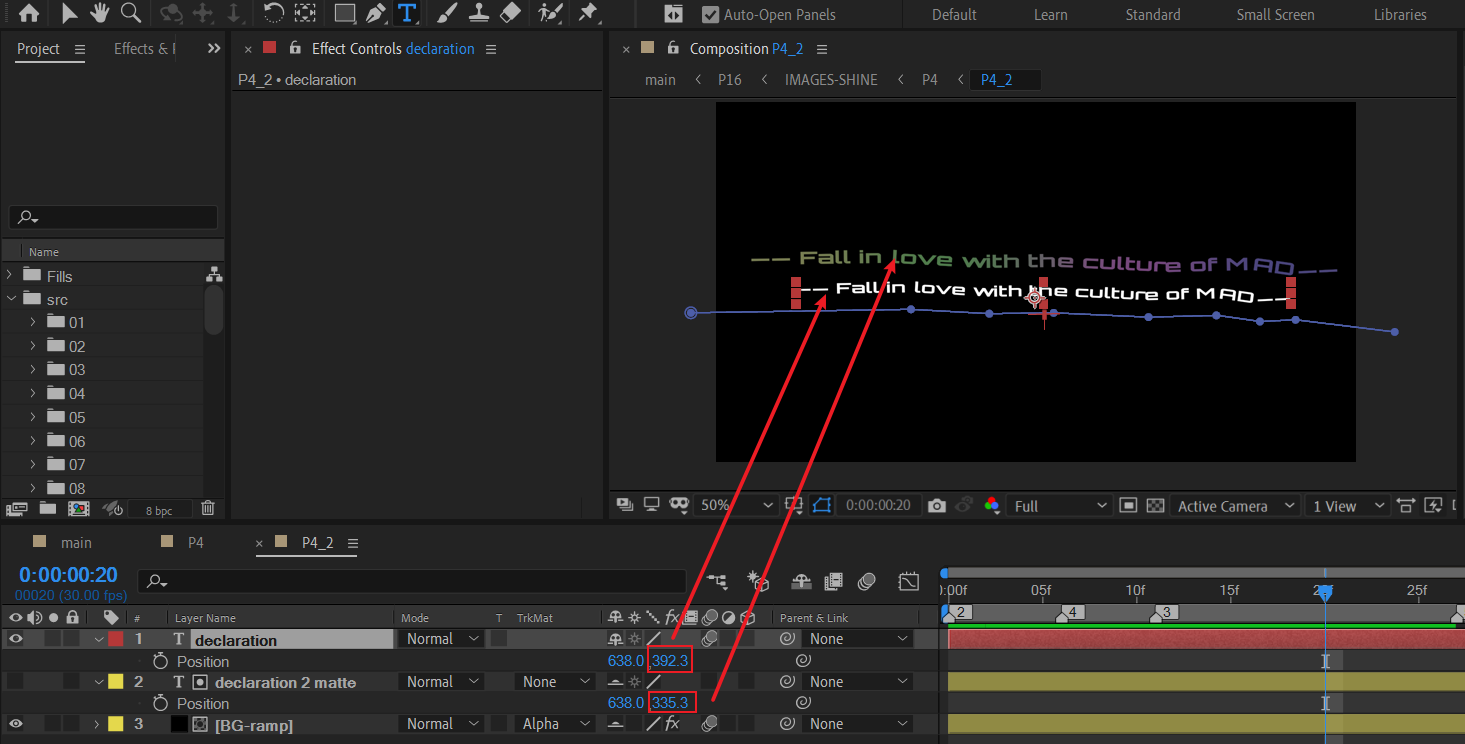 Auto-Open Panels Default Learn Standard Small Screen Libraries
Project Effects & Effect Controls declaration Composition P4_2
P4_2 • declaration
main P16 IMAGES-SHINE P4 P4_2
Name
Fills
src
01
02
03
04
05
06
07
08
-- Fall in love with the culture of MAD--
-- Fall in love with the culture of MAD--
8 bpc
50% 0:00:00:20 Full Active Camera 1 View
main P4 P4_2
0:00:00:20
00020 (30.00 fps)
:00f 05f 10f 15f 20f 25f
2 4 3
# Layer Name Mode T TrkMat fx Parent & Link
1 T declaration Normal None
Position 638.0,392.3
2 T declaration 2 matte Normal None None
Position 638.0,335.3
3 [BG-ramp] Normal Alpha fx None